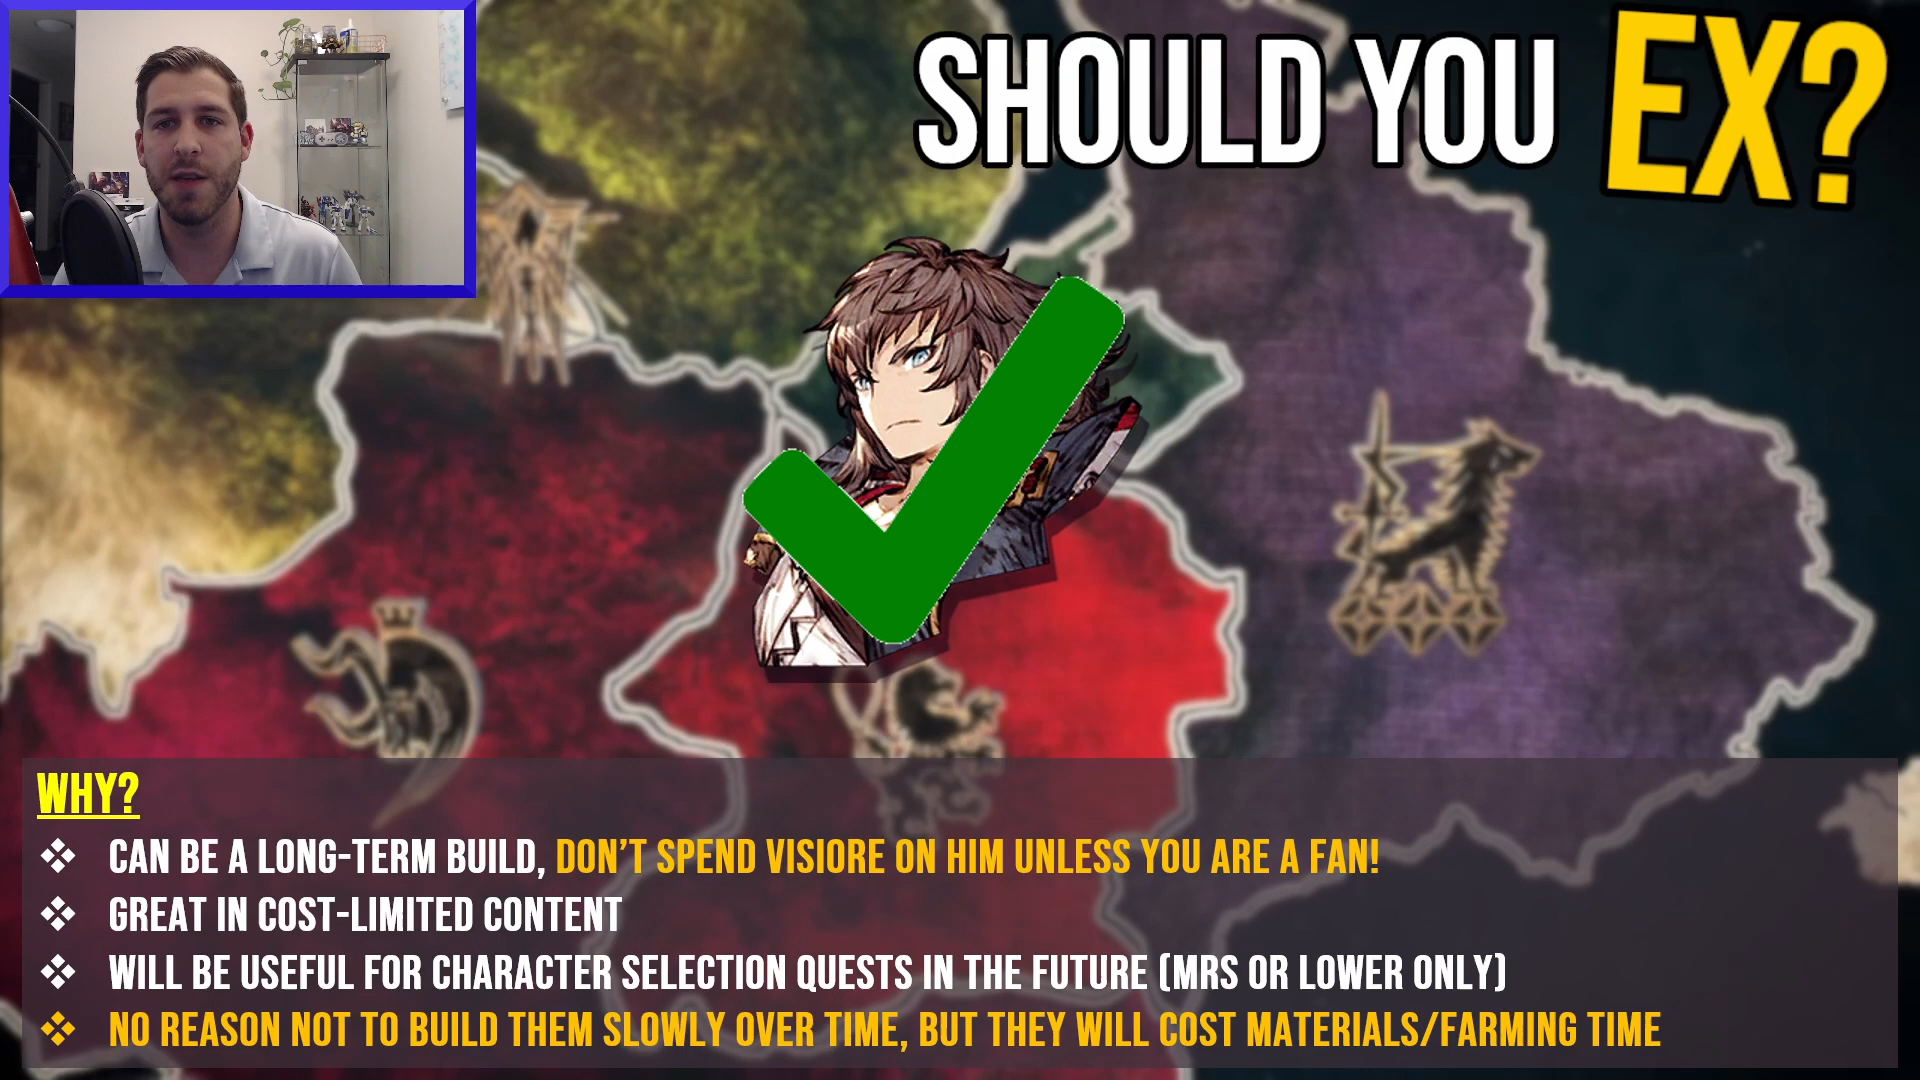 SHOULD YOU EX?
WHY?
CAN BE A LONG-TERM BUILD, DON'T SPEND VISIORE ON HIM UNLESS YOU ARE A FAN!
GREAT IN COST-LIMITED CONTENT
WILL BE USEFUL FOR CHARACTER SELECTION QUESTS IN THE FUTURE (MRS OR LOWER ONLY)
NO REASON NOT TO BUILD THEM SLOWLY OVER TIME, BUT THEY WILL COST MATERIALS/FARMING TIME